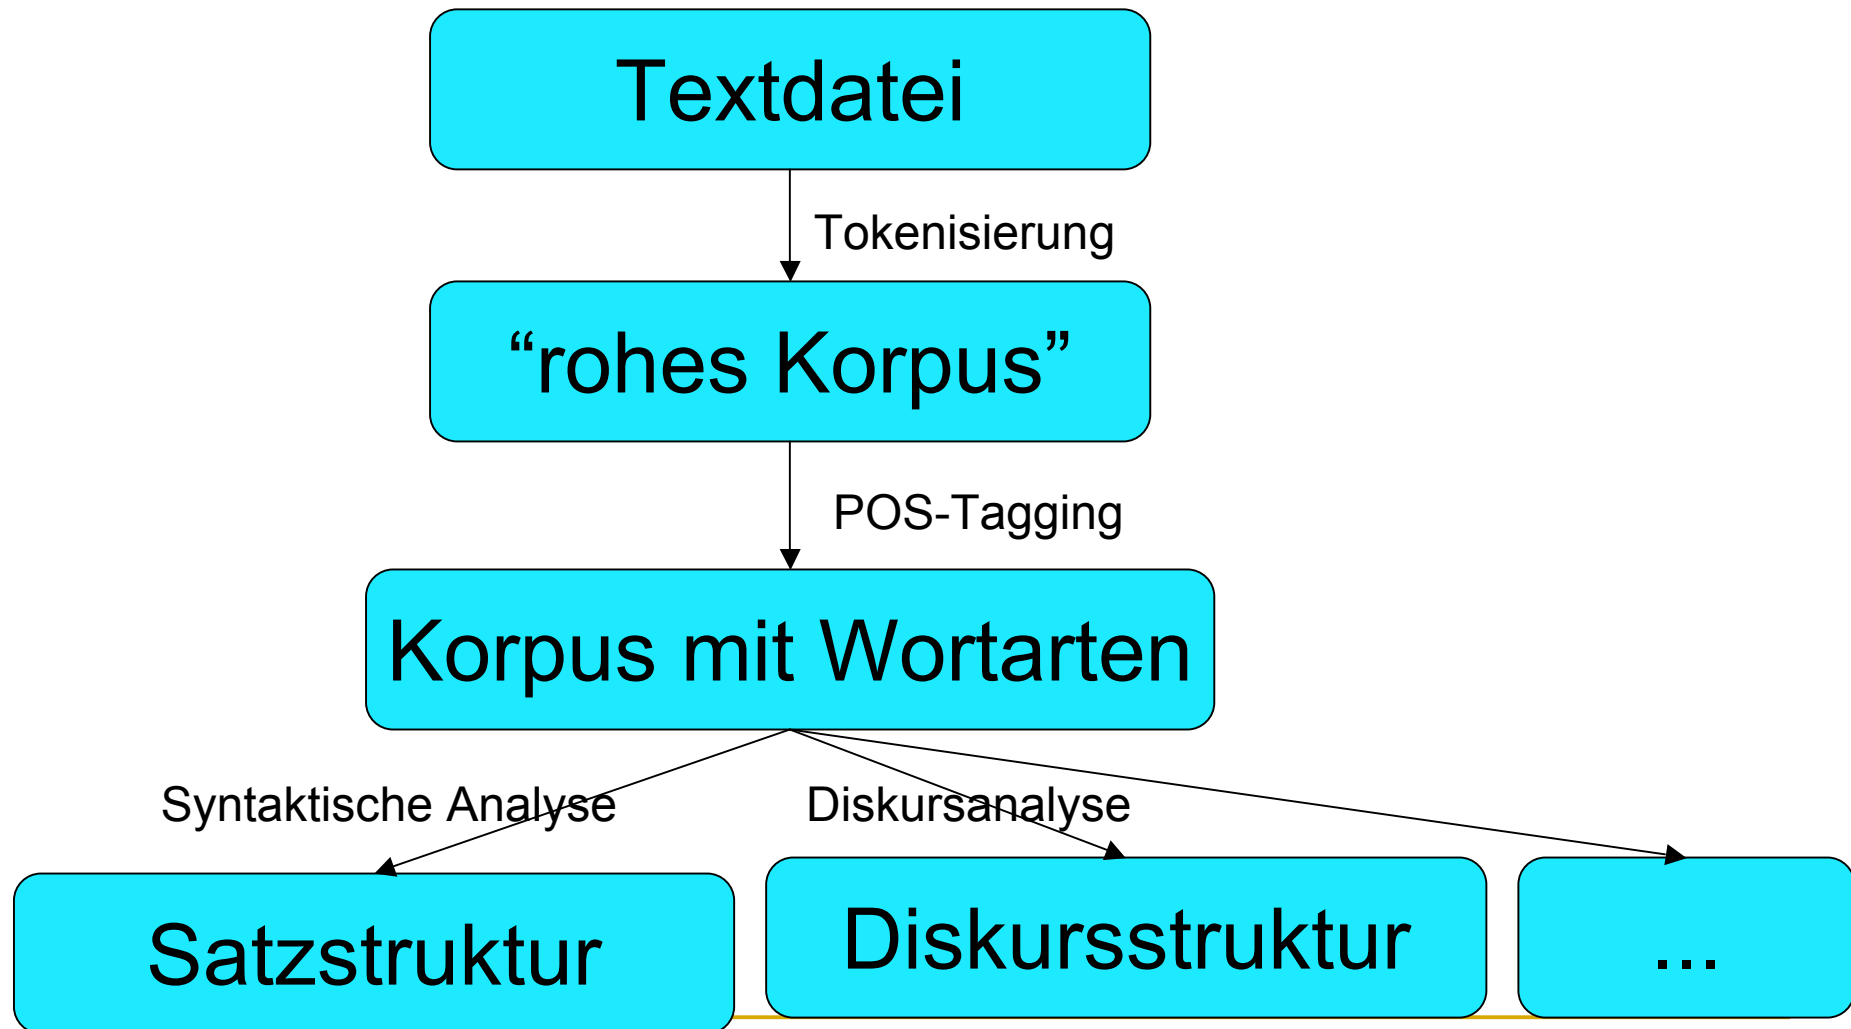 Textdatei
Tokenisierung
“rohes Korpus”
POS-Tagging
Korpus mit Wortarten
Syntaktische Analyse
Diskursanalyse
Satzstruktur
Diskursstruktur
...